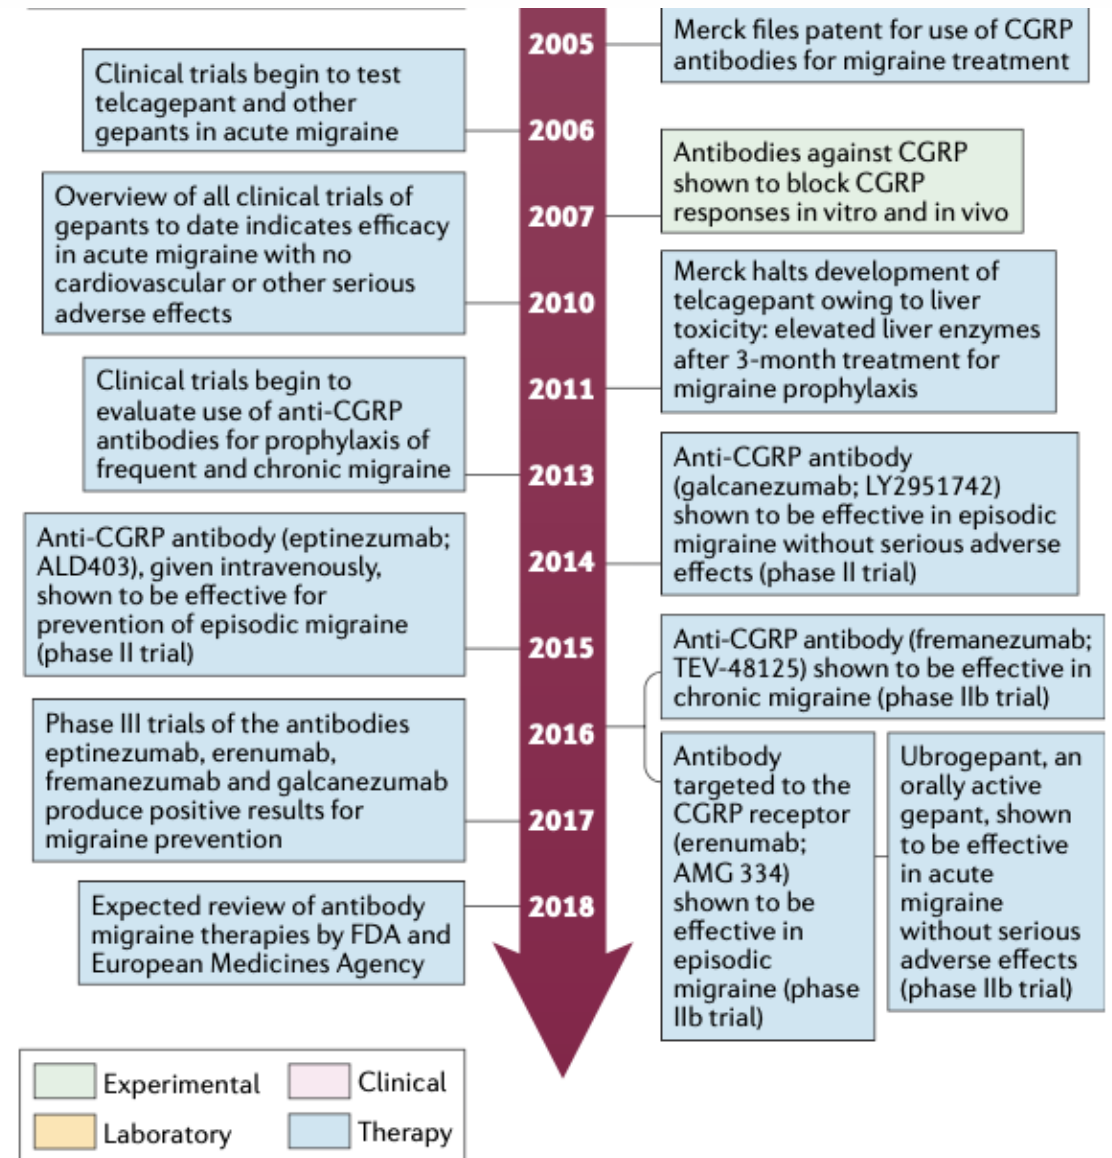 2005
Merck files patent for use of CGRP
antibodies for migraine treatment
Clinical trials begin to test
telcagepant and other
gepants in acute migraine
2006
Antibodies against CGRP
shown to block CGRP
responses in vitro and in vivo
2007
Overview of all clinical trials of
gepants to date indicates efficacy
in acute migraine with no
cardiovascular or other serious
adverse effects
2010
Merck halts development of
telcagepant owing to liver
toxicity: elevated liver enzymes
after 3-month treatment for
migraine prophylaxis
2011
Clinical trials begin to
evaluate use of anti-CGRP
antibodies for prophylaxis of
frequent and chronic migraine
2013
Anti-CGRP antibody
(galcanezumab; LY2951742)
shown to be effective in episodic
migraine without serious adverse
effects (phase II trial)
2014
Anti-CGRP antibody (eptinezumab;
ALD403), given intravenously,
shown to be effective for
prevention of episodic migraine
(phase II trial)
2015
Anti-CGRP antibody (fremanezumab;
TEV-48125) shown to be effective in
chronic migraine (phase IIb trial)
2016
Antibody
targeted to the
CGRP receptor
(erenumab;
AMG 334)
shown to be
effective in
episodic
migraine (phase
IIb trial)
Ubrogepant, an
orally active
gepant, shown
to be effective
in acute
migraine
without serious
adverse effects
(phase IIb trial)
Phase III trials of the antibodies
eptinezumab, erenumab,
fremanezumab and galcanezumab
produce positive results for
migraine prevention
2017
Expected review of antibody
migraine therapies by FDA and
European Medicines Agency
2018
Experimental
Clinical
Laboratory
Therapy